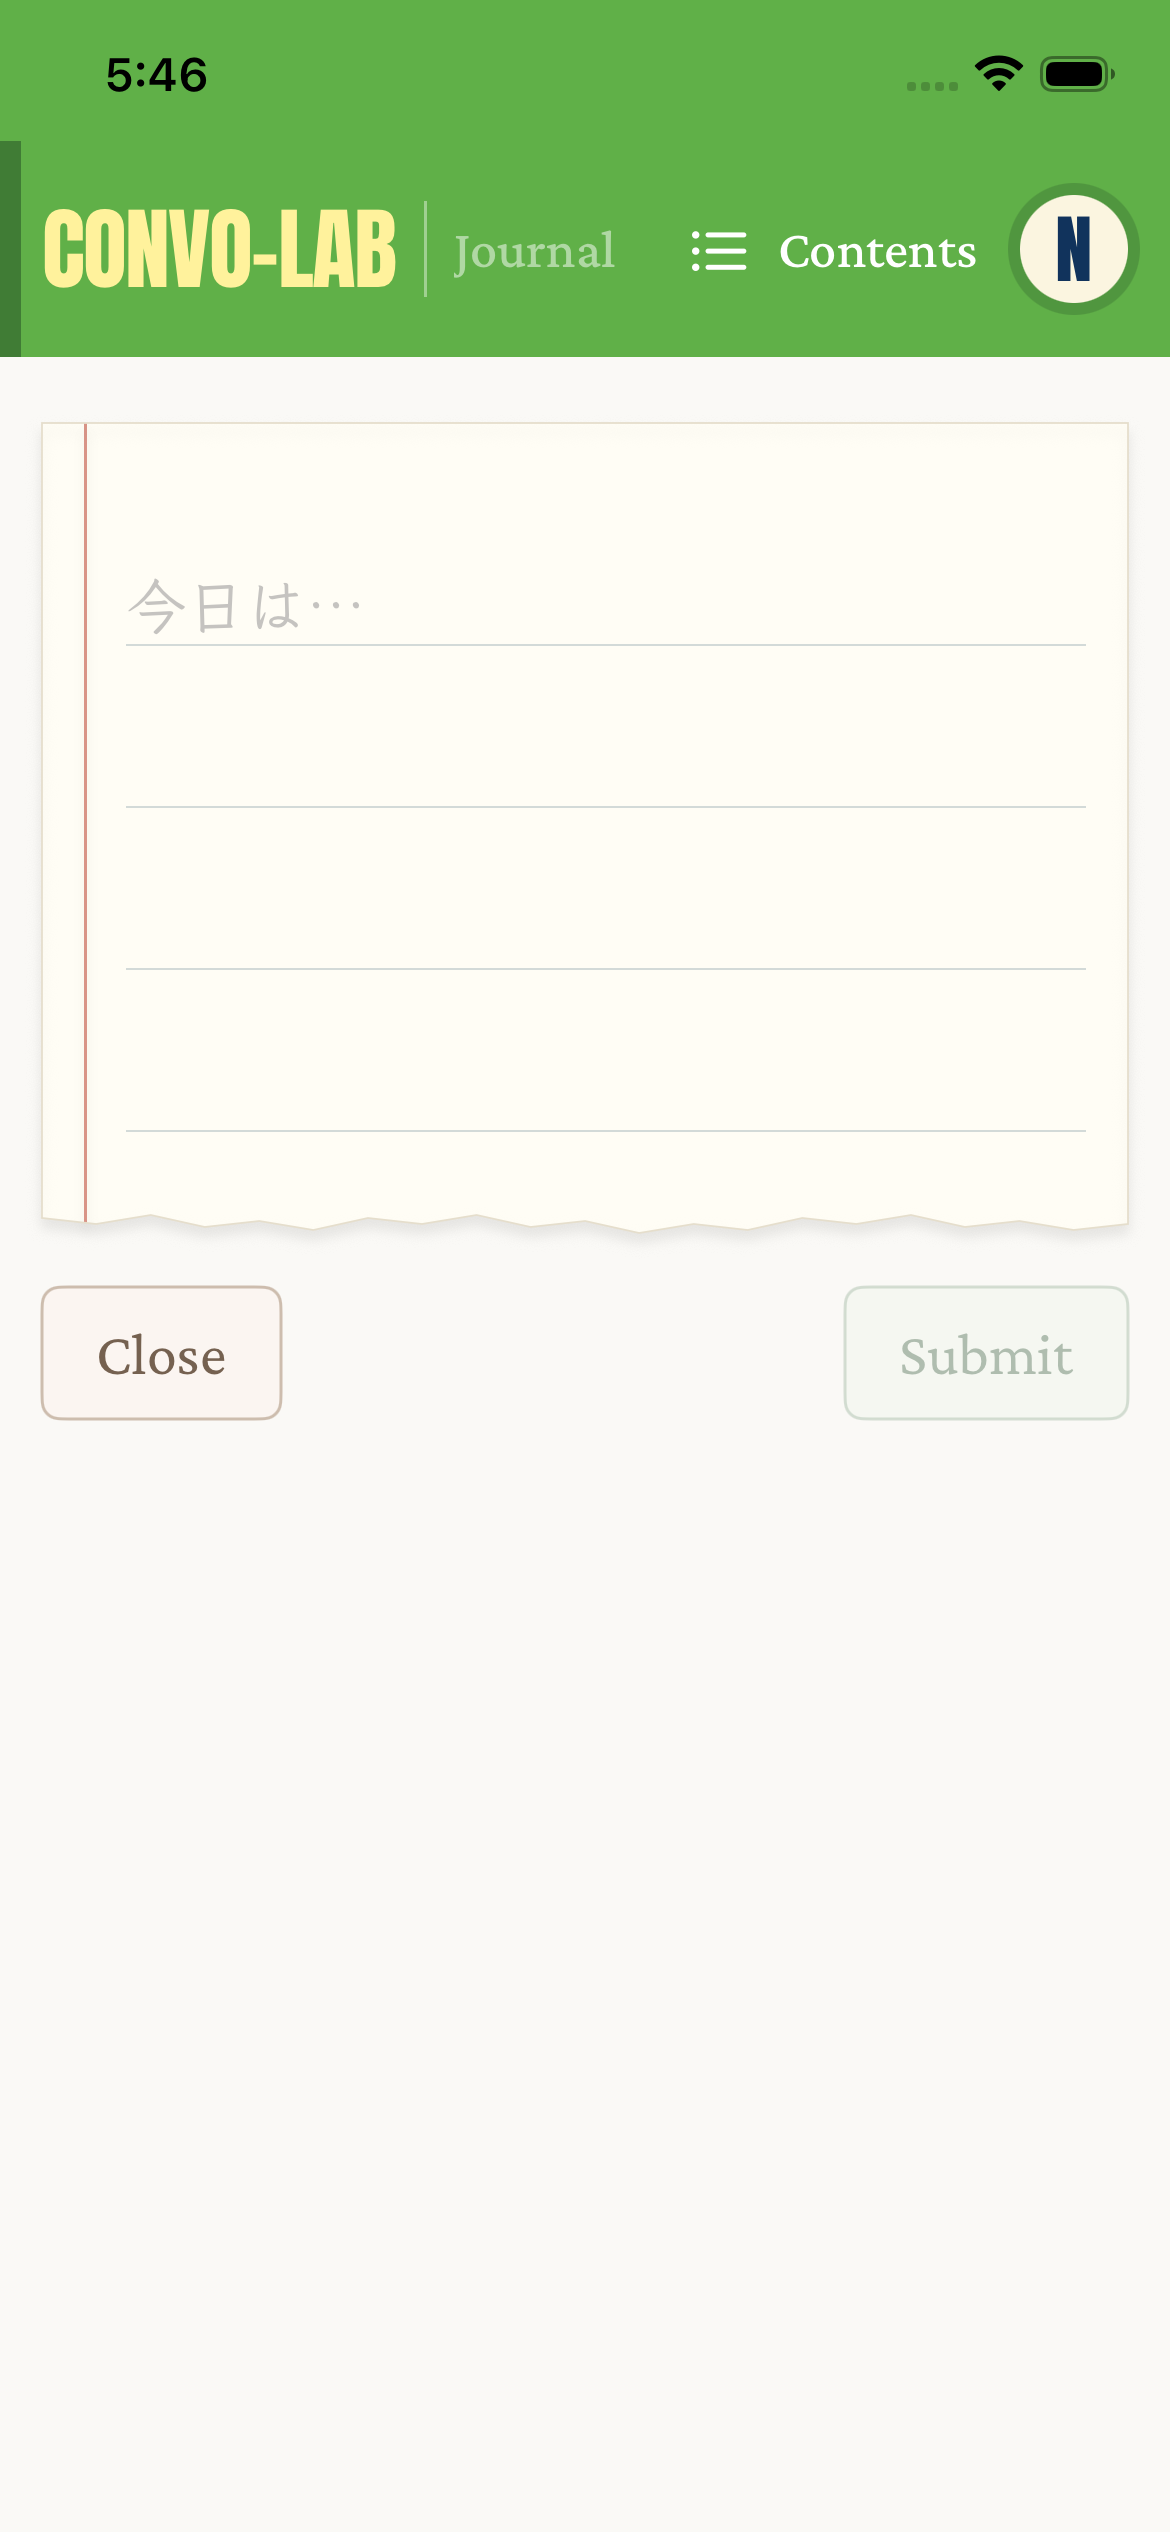 5:46
CONVO-LAB
Journal
Contents
N
今日は…
Close
Submit